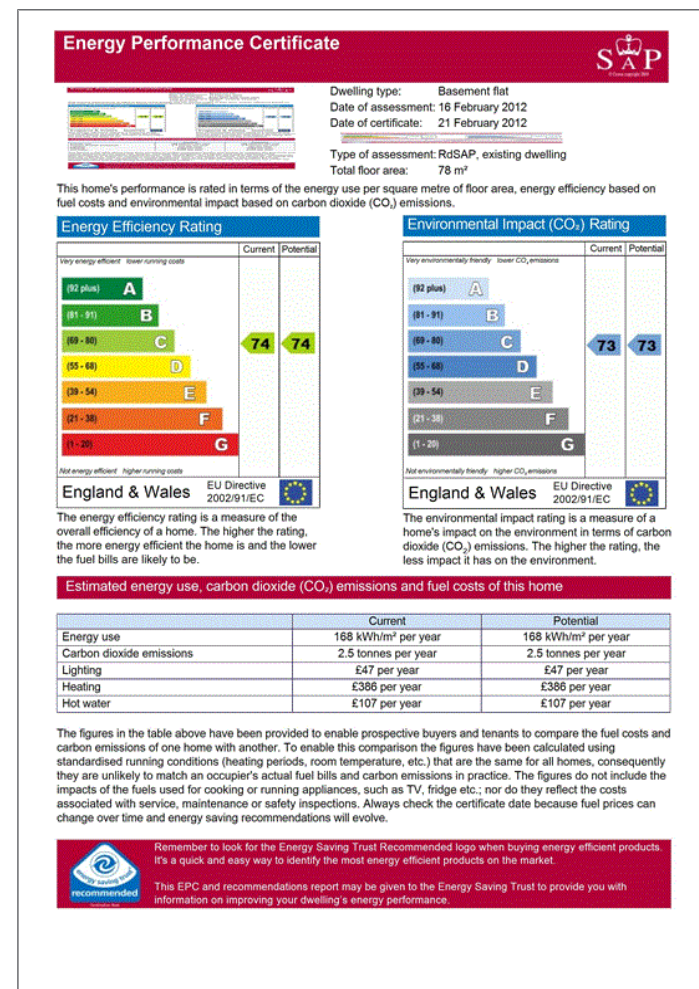 Energy Performance Certificate
SAP
© Crown copyright 2009
Dwelling type: Basement flat
Date of assessment: 16 February 2012
Date of certificate: 21 February 2012
Type of assessment: RdSAP, existing dwelling
Total floor area: 78 m²
This home's performance is rated in terms of the energy use per square metre of floor area, energy efficiency based on
fuel costs and environmental impact based on carbon dioxide (CO₂) emissions.
Energy Efficiency Rating
Current Potential
Very energy efficient lower running costs
(92 plus) A
(81 - 91) B
(69 - 80) C
(55 - 68) D
(39 - 54) E
(21 - 38) F
(1 - 20) G
74 74
Not energy efficient higher running costs
England & Wales
EU Directive
2002/91/EC
The energy efficiency rating is a measure of the
overall efficiency of a home. The higher the rating,
the more energy efficient the home is and the lower
the fuel bills are likely to be.
Environmental Impact (CO₂) Rating
Current Potential
Very environmentally friendly lower CO₂ emissions
(92 plus) A
(81 - 91) B
(69 - 80) C
(55 - 68) D
(39 - 54) E
(21 - 38) F
(1 - 20) G
73 73
Not environmentally friendly higher CO₂ emissions
England & Wales
EU Directive
2002/91/EC
The environmental impact rating is a measure of a
home's impact on the environment in terms of carbon
dioxide (CO₂) emissions. The higher the rating, the
less impact it has on the environment.
Estimated energy use, carbon dioxide (CO₂) emissions and fuel costs of this home
Current Potential
Energy use 168 kWh/m² per year 168 kWh/m² per year
Carbon dioxide emissions 2.5 tonnes per year 2.5 tonnes per year
Lighting £47 per year £47 per year
Heating £386 per year £386 per year
Hot water £107 per year £107 per year
The figures in the table above have been provided to enable prospective buyers and tenants to compare the fuel costs and
carbon emissions of one home with another. To enable this comparison the figures have been calculated using
standardised running conditions (heating periods, room temperature, etc.) that are the same for all homes, consequently
they are unlikely to match an occupier's actual fuel bills and carbon emissions in practice. The figures do not include the
impacts of the fuels used for cooking or running appliances, such as TV, fridge etc.; nor do they reflect the costs
associated with service, maintenance or safety inspections. Always check the certificate date because fuel prices can
change over time and energy saving recommendations will evolve.
energy saving trust
recommended
Remember to look for the Energy Saving Trust Recommended logo when buying energy efficient products.
It's a quick and easy way to identify the most energy efficient products on the market.
This EPC and recommendations report may be given to the Energy Saving Trust to provide you with
information on improving your dwelling's energy performance.